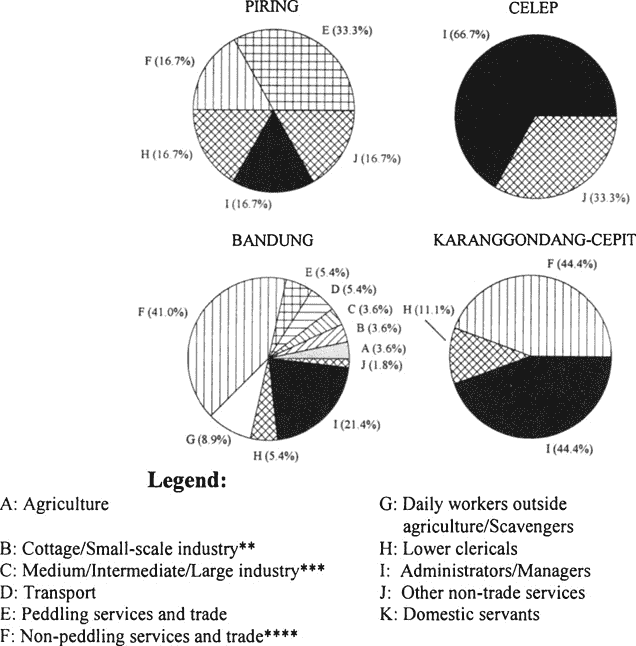 PIRING
CELEP
E (33.3%)
I (66.7%)
F (16.7%)
H (16.7%)
J (16.7%)
I (16.7%)
J (33.3%)
BANDUNG
KARANGGONDANG-CEPIT
E (5.4%)
D (5.4%)
C (3.6%)
B (3.6%)
A (3.6%)
J (1.8%)
F (41.0%)
I (21.4%)
G (8.9%)
H (5.4%)
F (44.4%)
H (11.1%)
I (44.4%)
Legend:
A: Agriculture
B: Cottage/Small-scale industry**
C: Medium/Intermediate/Large industry***
D: Transport
E: Peddling services and trade
F: Non-peddling services and trade****
G: Daily workers outside
agriculture/Scavengers
H: Lower clericals
I: Administrators/Managers
J: Other non-trade services
K: Domestic servants